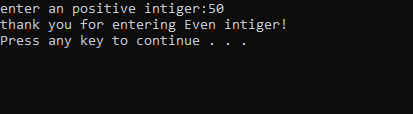 enter an positive intiger:50
thank you for entering Even intiger!
Press any key to continue . . .